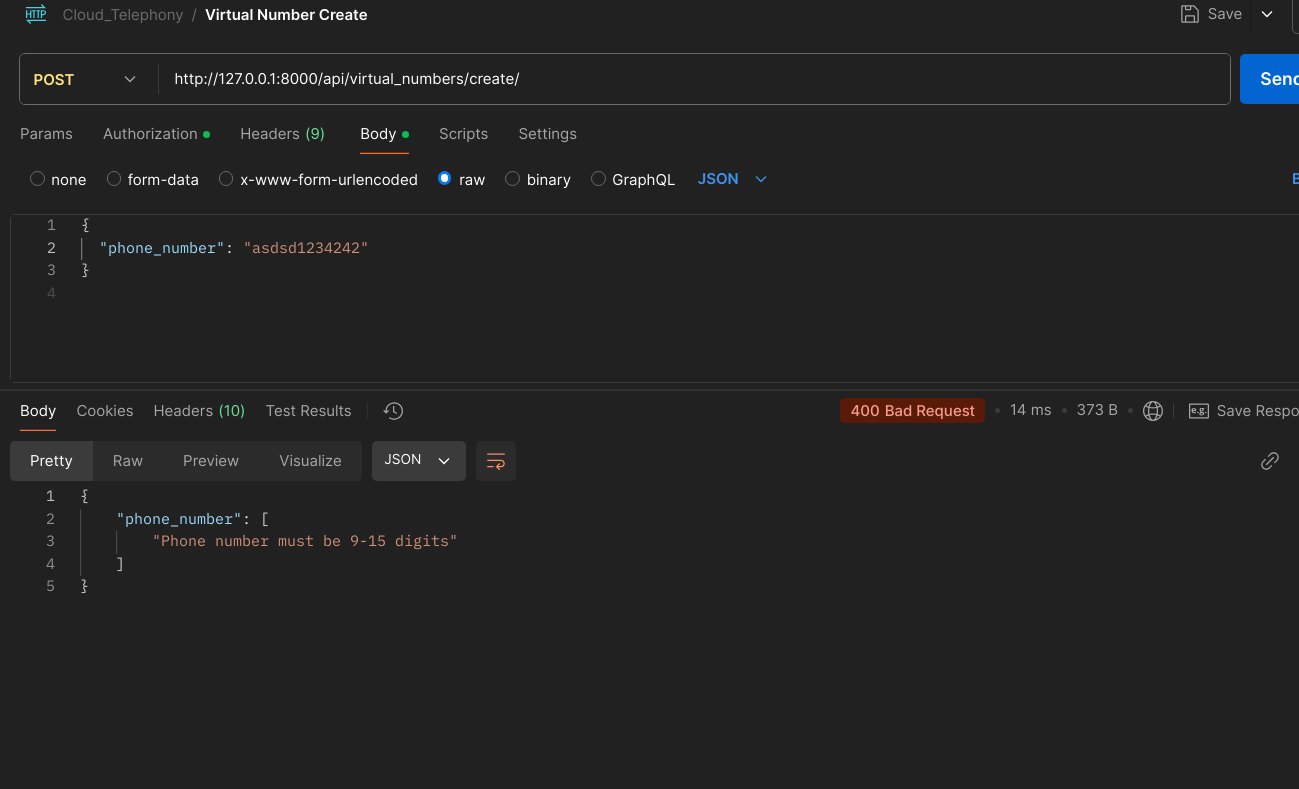 HTTP Cloud_Telephony / Virtual Number Create Save
POST http://127.0.0.1:8000/api/virtual_numbers/create/ Send
Params Authorization Headers (9) Body Scripts Settings
none form-data x-www-form-urlencoded raw binary GraphQL JSON B
1 {
2 "phone_number": "asdsd1234242"
3 }
4
Body Cookies Headers (10) Test Results 400 Bad Request 14 ms 373 B e.g. Save Respo
Pretty Raw Preview Visualize JSON
1 {
2 "phone_number": [
3 "Phone number must be 9-15 digits"
4 ]
5 }